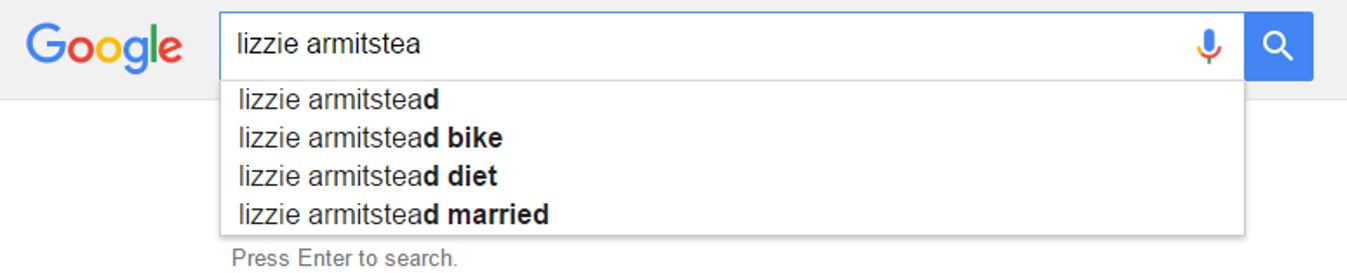 Google
lizzie armitstea
lizzie armitstead
lizzie armitstead bike
lizzie armitstead diet
lizzie armitstead married
Press Enter to search.